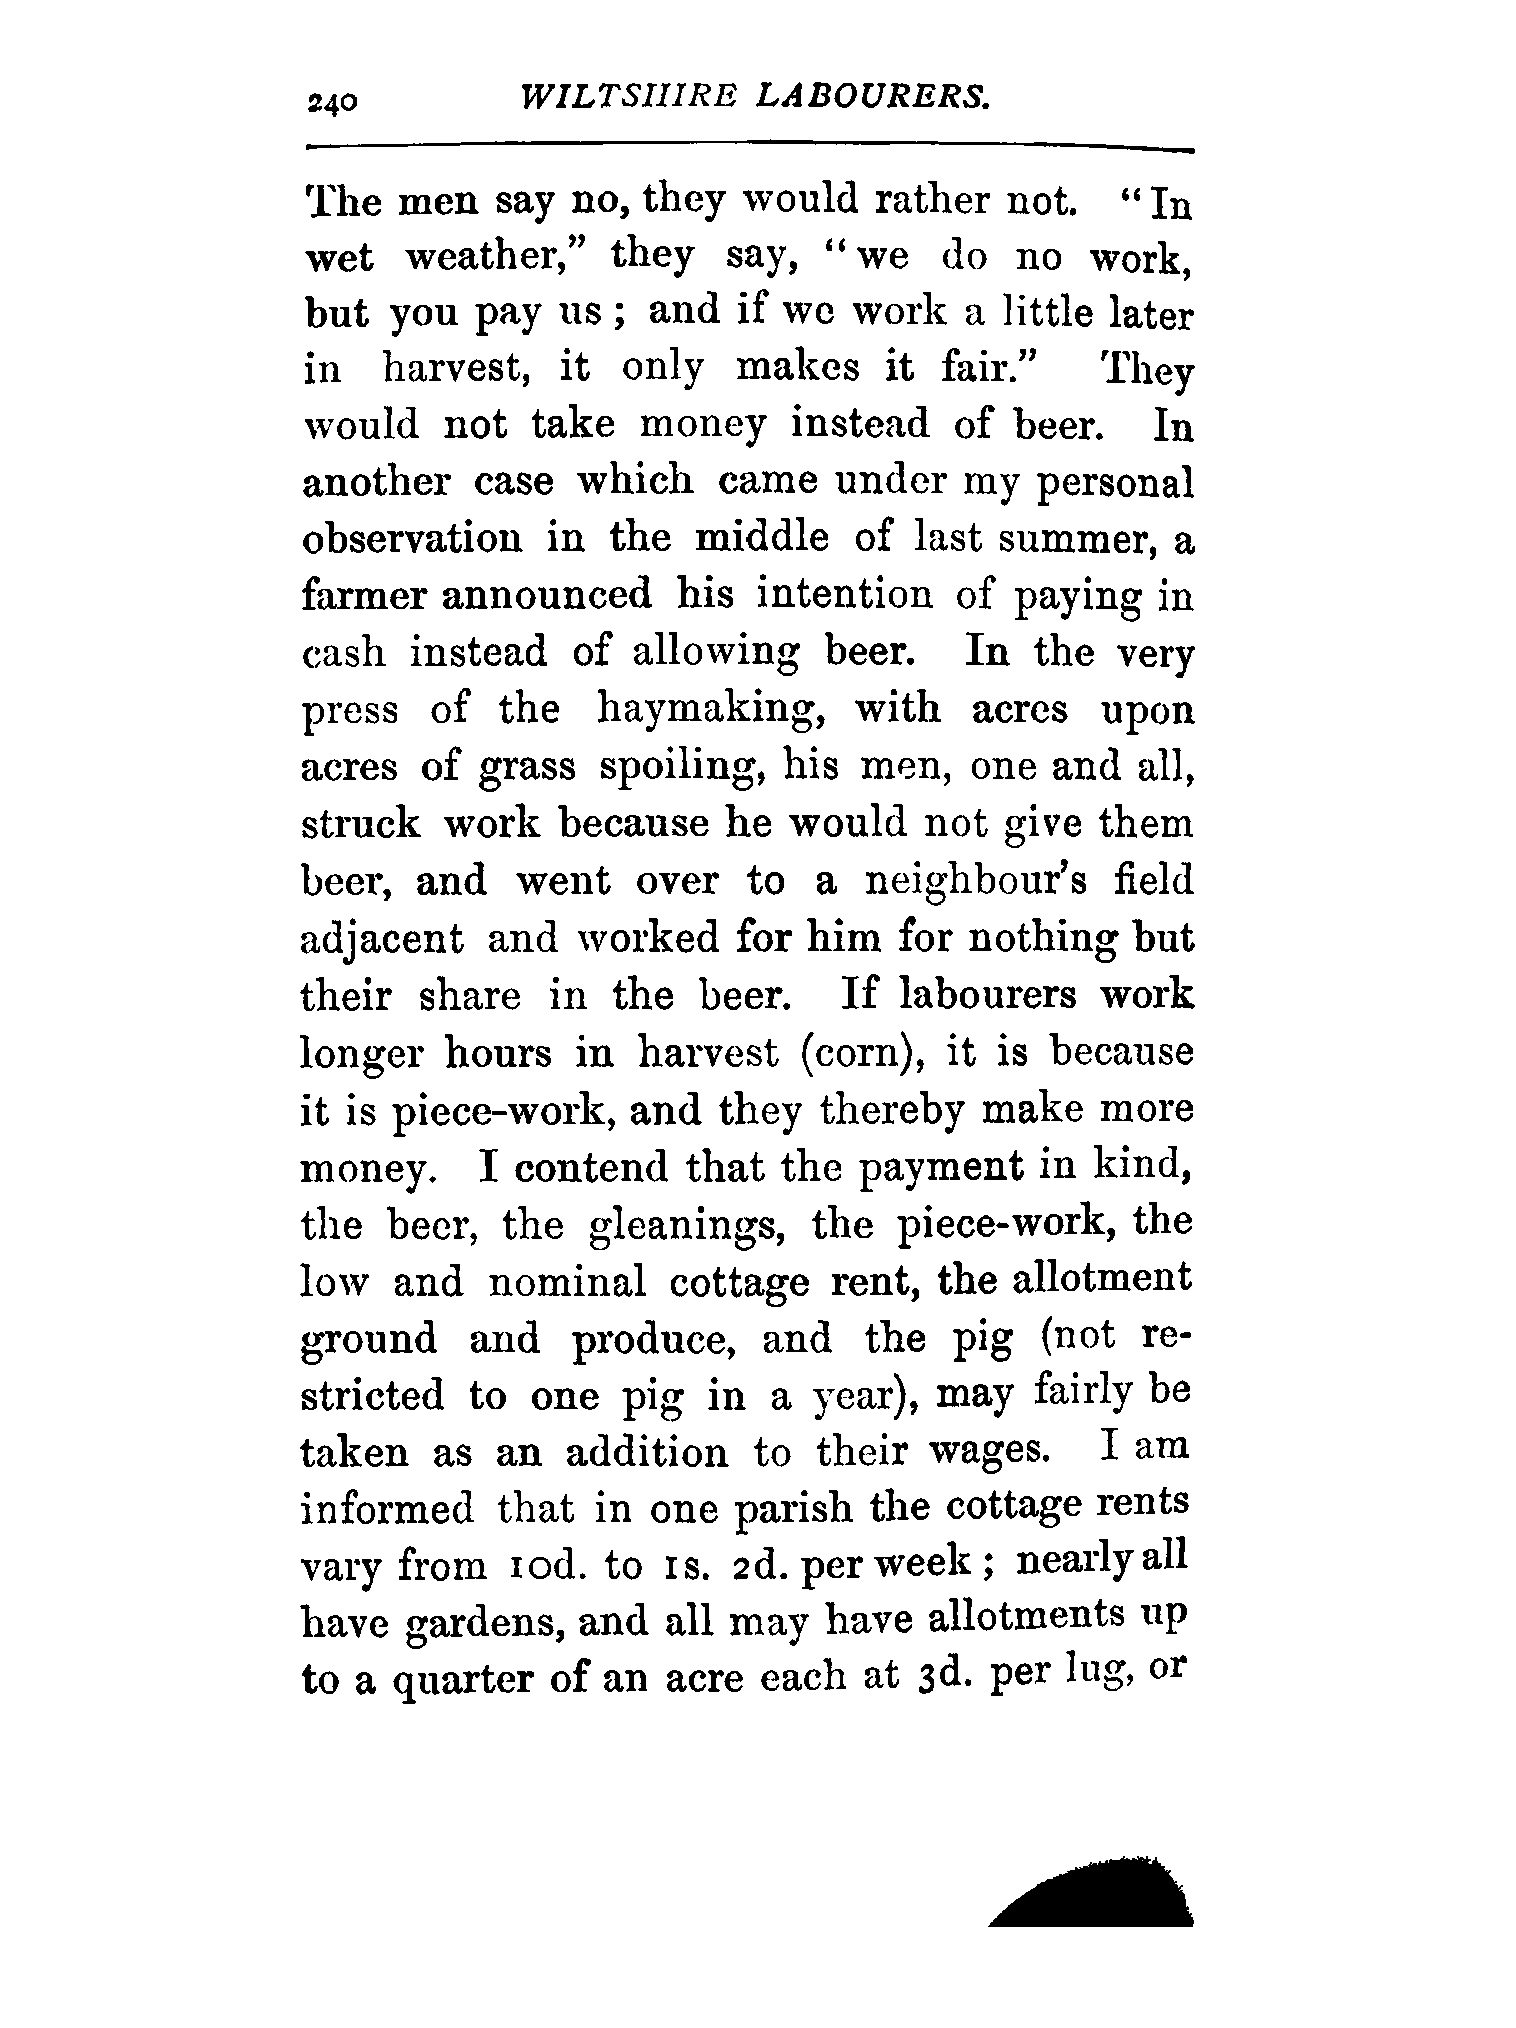 240 WILTSHIRE LABOURERS.
The men say no, they would rather not. “In
wet weather,” they say, “we do no work,
but you pay us; and if we work a little later
in harvest, it only makes it fair.” They
would not take money instead of beer. In
another case which came under my personal
observation in the middle of last summer, a
farmer announced his intention of paying in
cash instead of allowing beer. In the very
press of the haymaking, with acres upon
acres of grass spoiling, his men, one and all,
struck work because he would not give them
beer, and went over to a neighbour’s field
adjacent and worked for him for nothing but
their share in the beer. If labourers work
longer hours in harvest (corn), it is because
it is piece-work, and they thereby make more
money. I contend that the payment in kind,
the beer, the gleanings, the piece-work, the
low and nominal cottage rent, the allotment
ground and produce, and the pig (not re-
stricted to one pig in a year), may fairly be
taken as an addition to their wages. I am
informed that in one parish the cottage rents
vary from 10d. to 1s. 2d. per week; nearly all
have gardens, and all may have allotments up
to a quarter of an acre each at 3d. per lug, or